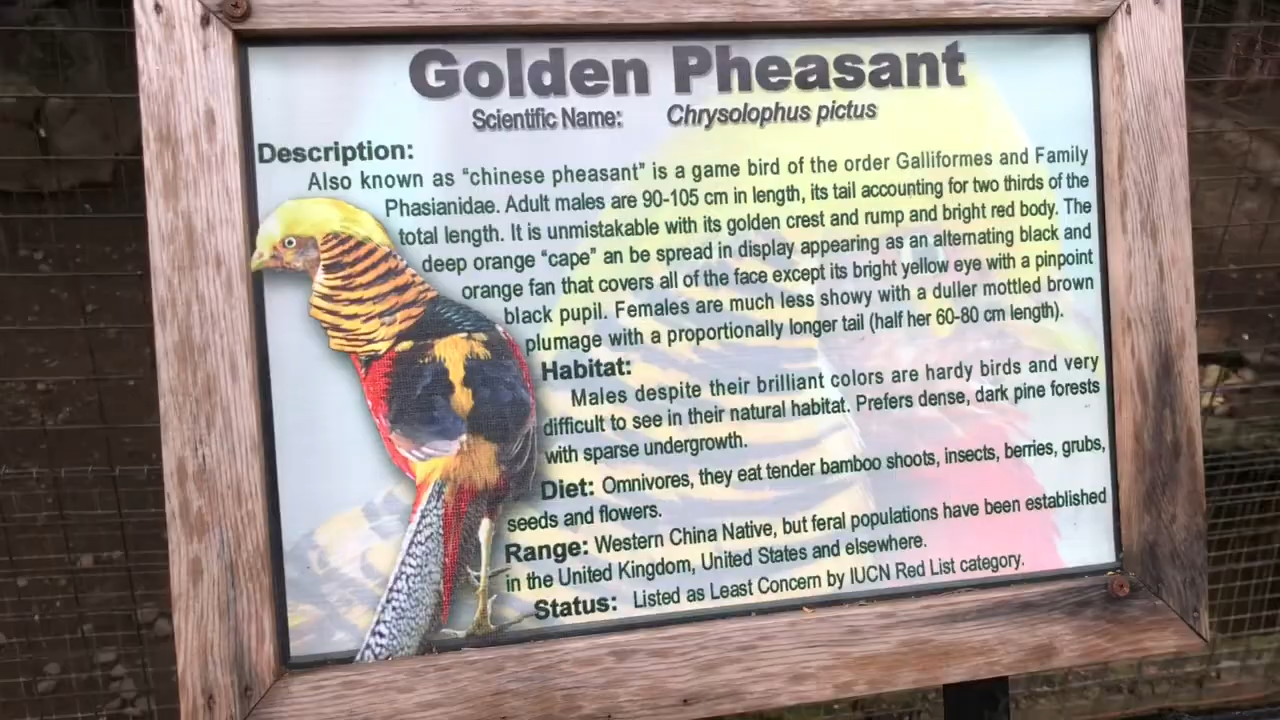 Golden Pheasant
Scientific Name: Chrysolophus pictus
Description:
Also known as "chinese pheasant" is a game bird of the order Galliformes and Family
Phasianidae. Adult males are 90-105 cm in length, its tail accounting for two thirds of the
total length. It is unmistakable with its golden crest and rump and bright red body. The
deep orange "cape" an be spread in display appearing as an alternating black and
orange fan that covers all of the face except its bright yellow eye with a pinpoint
black pupil. Females are much less showy with a duller mottled brown
plumage with a proportionally longer tail (half her 60-80 cm length).
Habitat:
Males despite their brilliant colors are hardy birds and very
difficult to see in their natural habitat. Prefers dense, dark pine forests
with sparse undergrowth.
Diet: Omnivores, they eat tender bamboo shoots, insects, berries, grubs,
seeds and flowers.
Range: Western China Native, but feral populations have been established
in the United Kingdom, United States and elsewhere.
Status: Listed as Least Concern by IUCN Red List category.